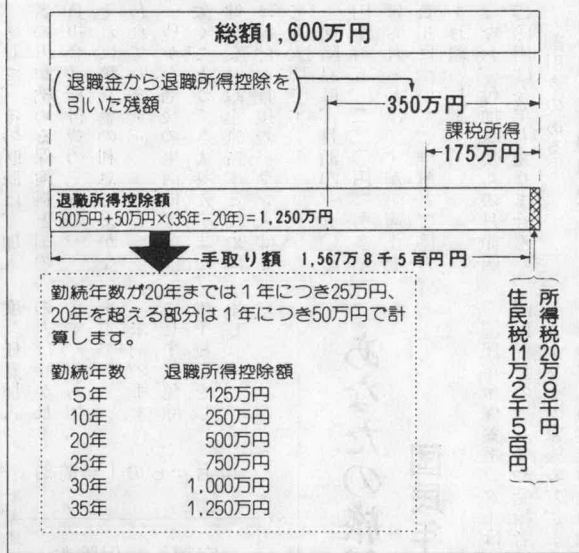 総額1,600万円
(退職金から退職所得控除を
引いた残額)
350万円
課税所得
175万円
退職所得控除額
500万円+50万円×(35年-20年)=1,250万円
手取り額 1,567万8千5百円円
勤続年数が20年までは1年につき25万円、
20年を超える部分は1年につき50万円で計
算します。
勤続年数 退職所得控除額
5年 125万円
10年 250万円
20年 500万円
25年 750万円
30年 1,000万円
35年 1,250万円
所得税20万9千円
住民税11万2千5百円